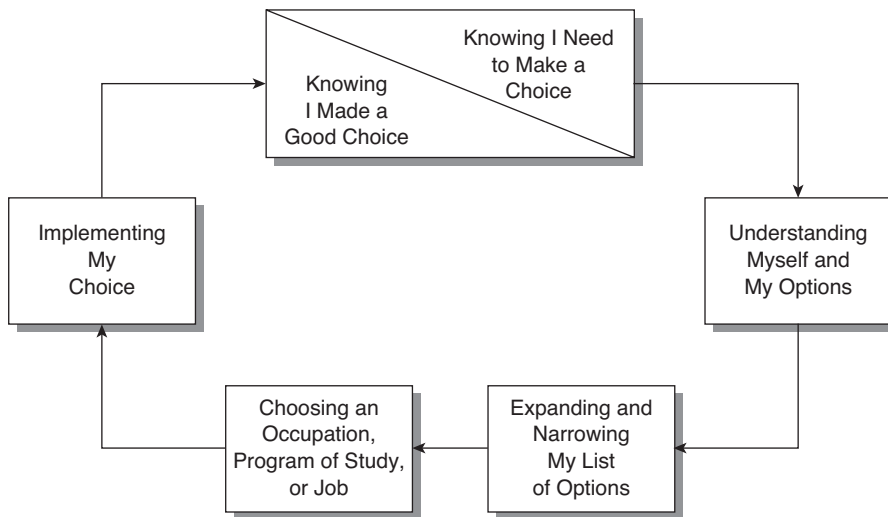 Knowing I Need
to Make a
Choice
Knowing
I Made a
Good Choice
Understanding
Myself and
My Options
Expanding and
Narrowing
My List
of Options
Choosing an
Occupation,
Program of Study,
or Job
Implementing
My
Choice